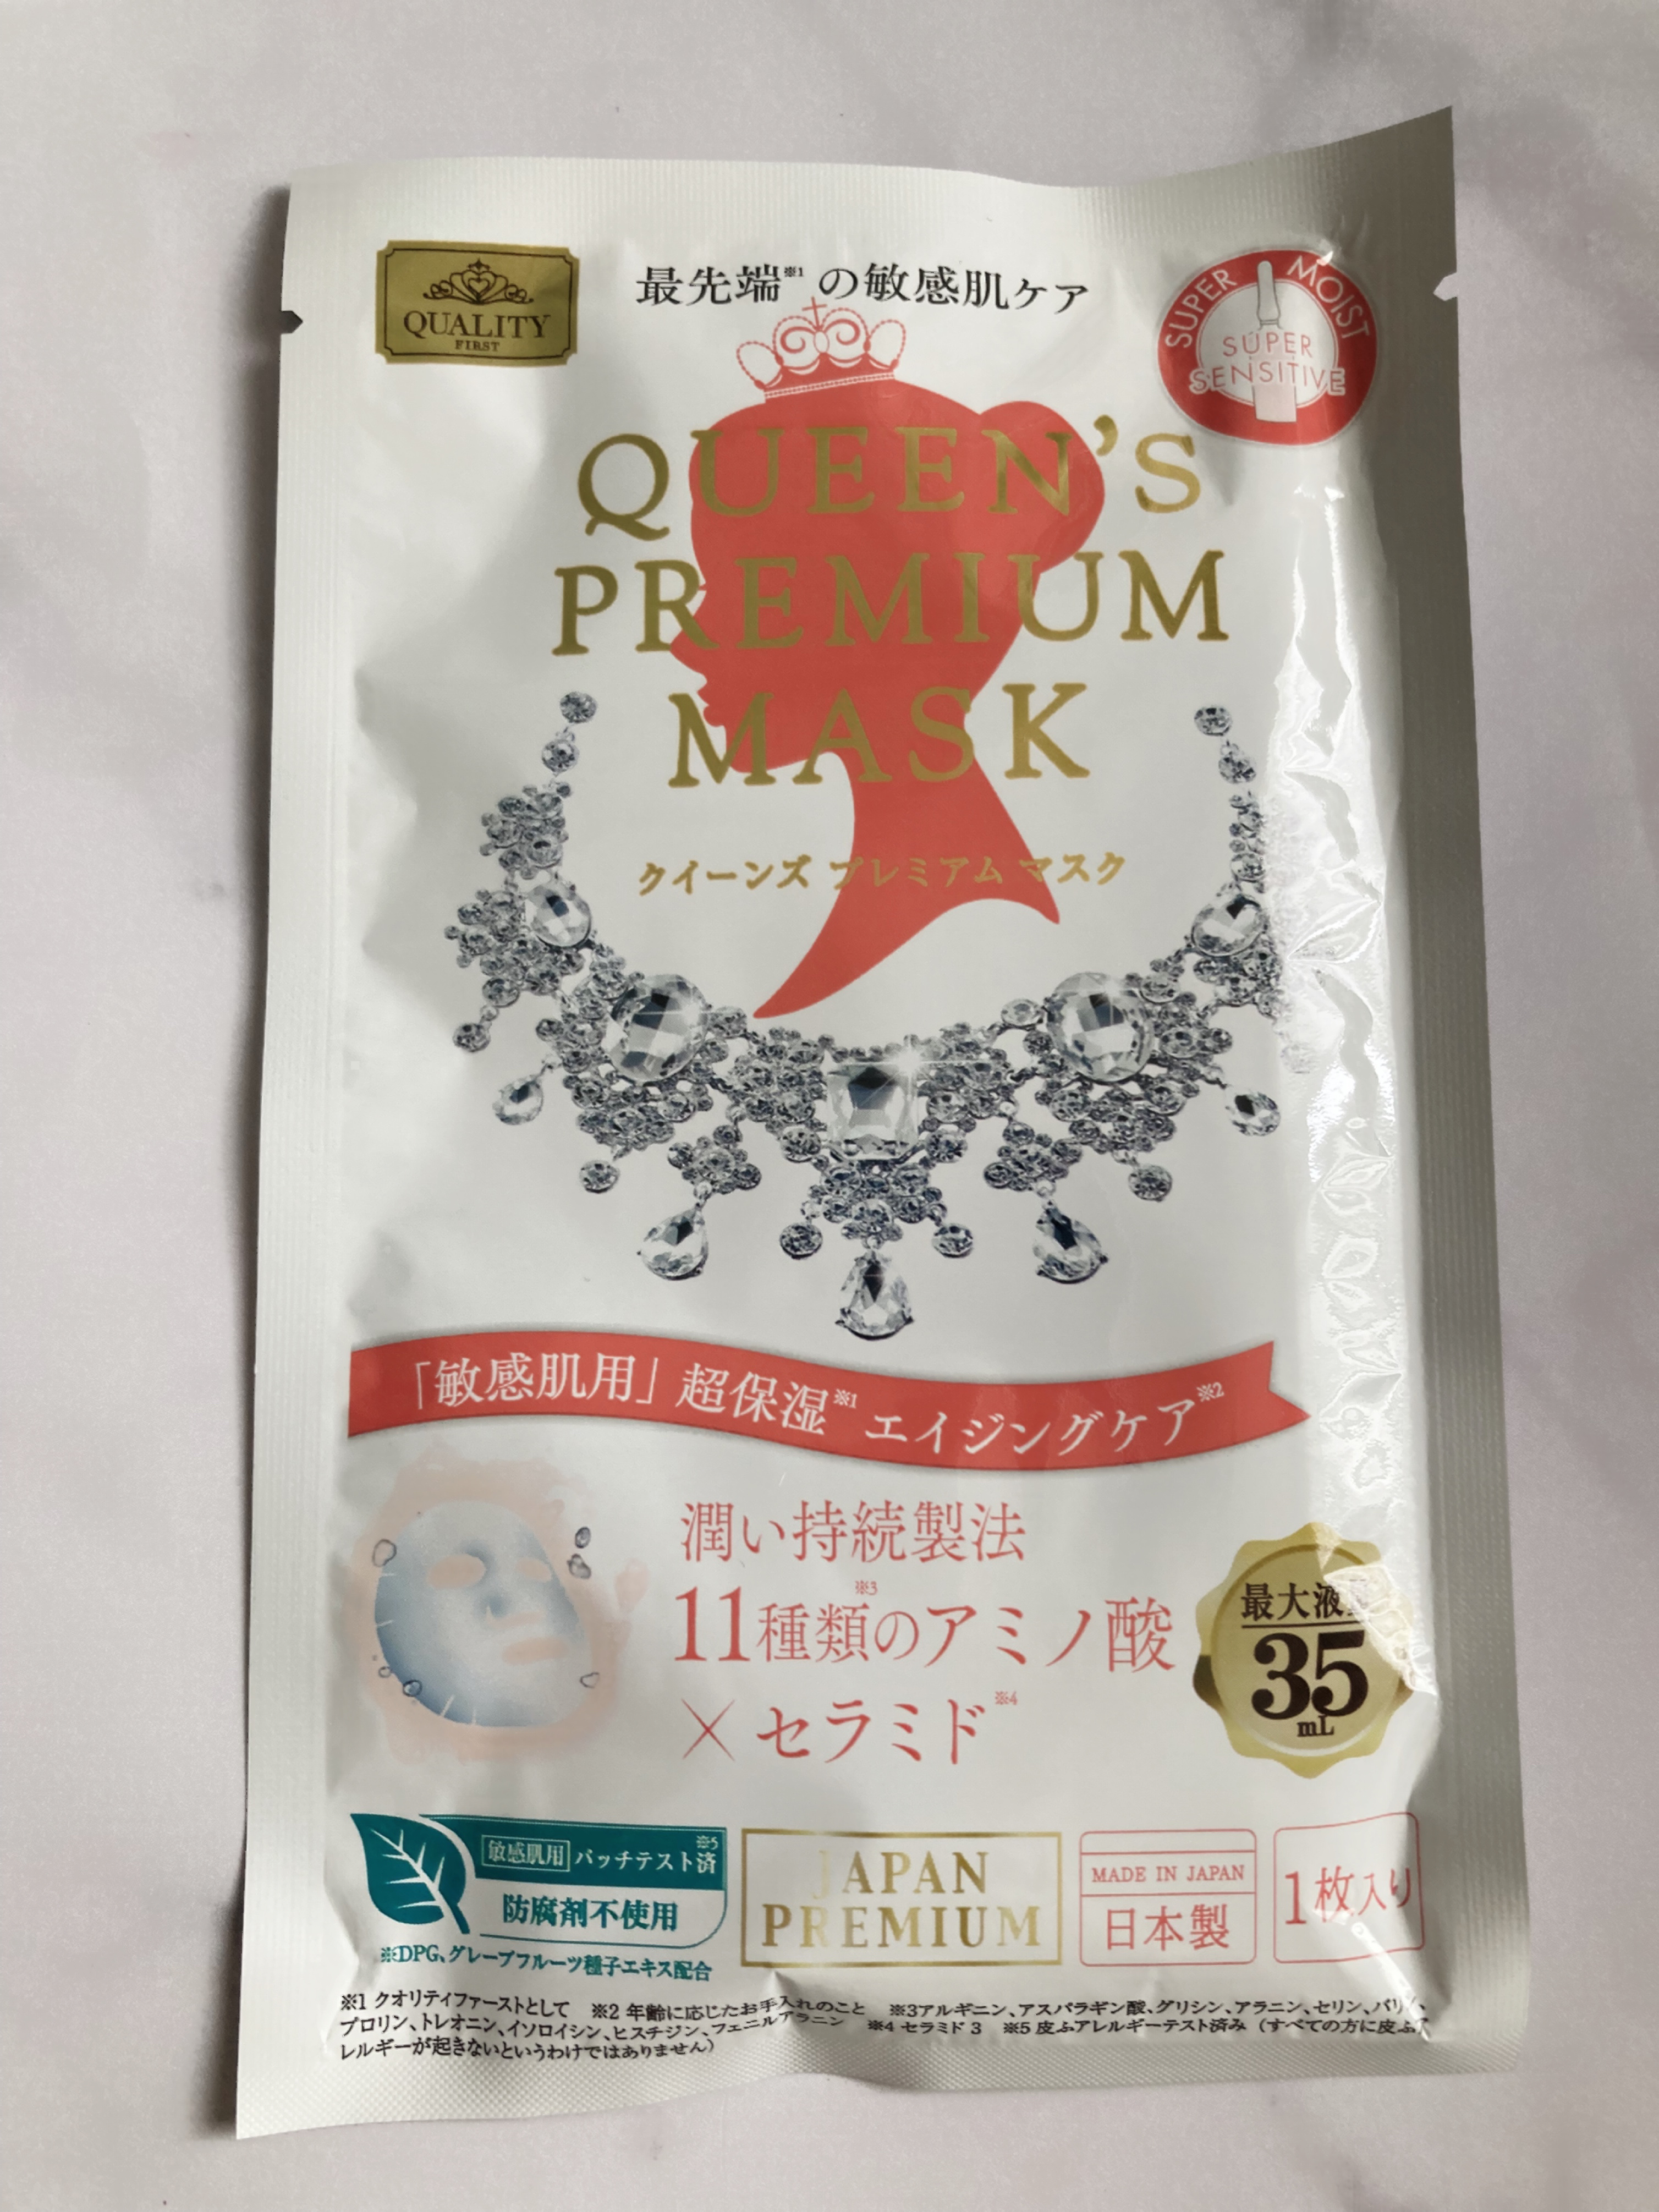 QUALITY
FIRST
最先端※1の敏感肌ケア
SUPER MOIST
SUPER
SENSITIVE
QUEEN'S
PREMIUM
MASK
クイーンズ プレミアム マスク
「敏感肌用」超保湿※1エイジングケア※2
潤い持続製法
11種類※3のアミノ酸
×セラミド※4
最大液量
35
mL
敏感肌用 パッチテスト済※5
防腐剤不使用
※DPG、グレープフルーツ種子エキス配合
JAPAN
PREMIUM
MADE IN JAPAN
日本製
1枚入り
※1 クオリティファーストとして ※2 年齢に応じたお手入れのこと ※3アルギニン、アスパラギン酸、グリシン、アラニン、セリン、バリン、
プロリン、トレオニン、イソロイシン、ヒスチジン、フェニルアラニン ※4 セラミド3 ※5 皮ふアレルギーテスト済み（すべての方に皮ふア
レルギーが起きないというわけではありません）